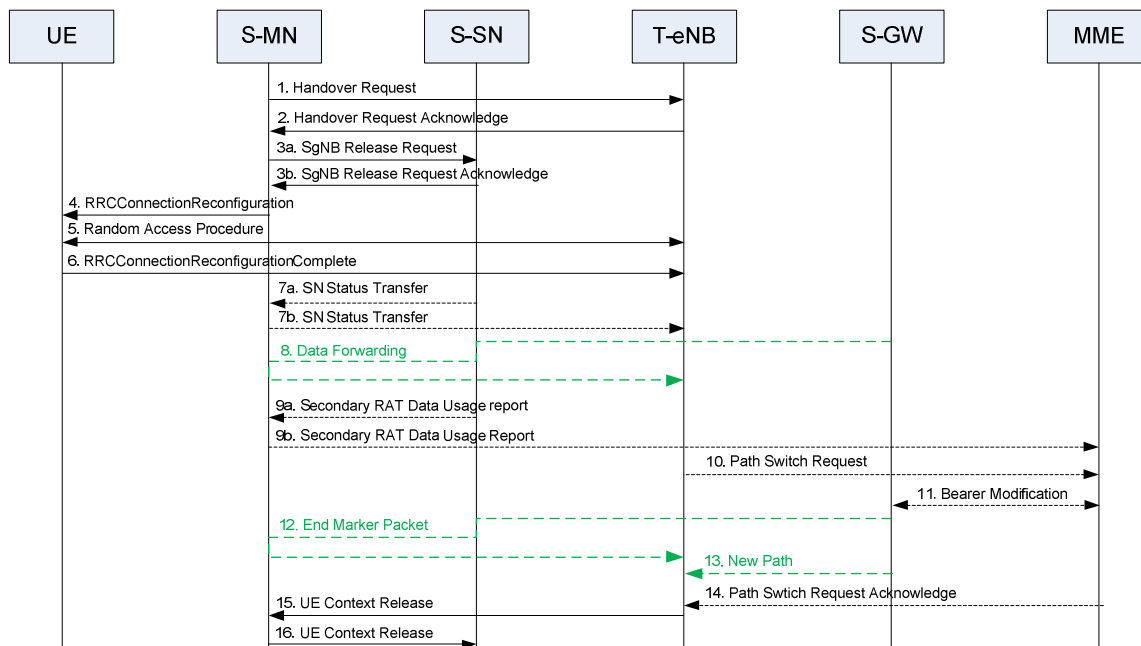 UE S-MN S-SN T-eNB S-GW MME
1. Handover Request
2. Handover Request Acknowledge
3a. SgNB Release Request
3b. SgNB Release Request Acknowledge
4. RRCConnectionReconfiguration
5. Random Access Procedure
6. RRCConnectionReconfigurationComplete
7a. SN Status Transfer
7b. SN Status Transfer
8. Data Forwarding
9a. Secondary RAT Data Usage report
9b. Secondary RAT Data Usage Report
10. Path Switch Request
11. Bearer Modification
12. End Marker Packet
13. New Path
14. Path Swtich Request Acknowledge
15. UE Context Release
16. UE Context Release